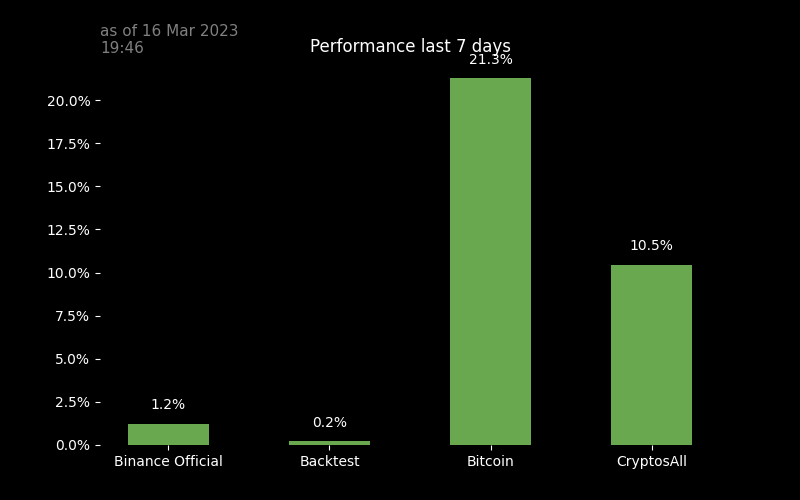 as of 16 Mar 2023
19:46
Performance last 7 days
21.3%
20.0%
17.5%
15.0%
12.5%
10.5%
10.0%
7.5%
5.0%
2.5%
1.2%
0.2%
0.0%
Binance Official
Backtest
Bitcoin
CryptosAll